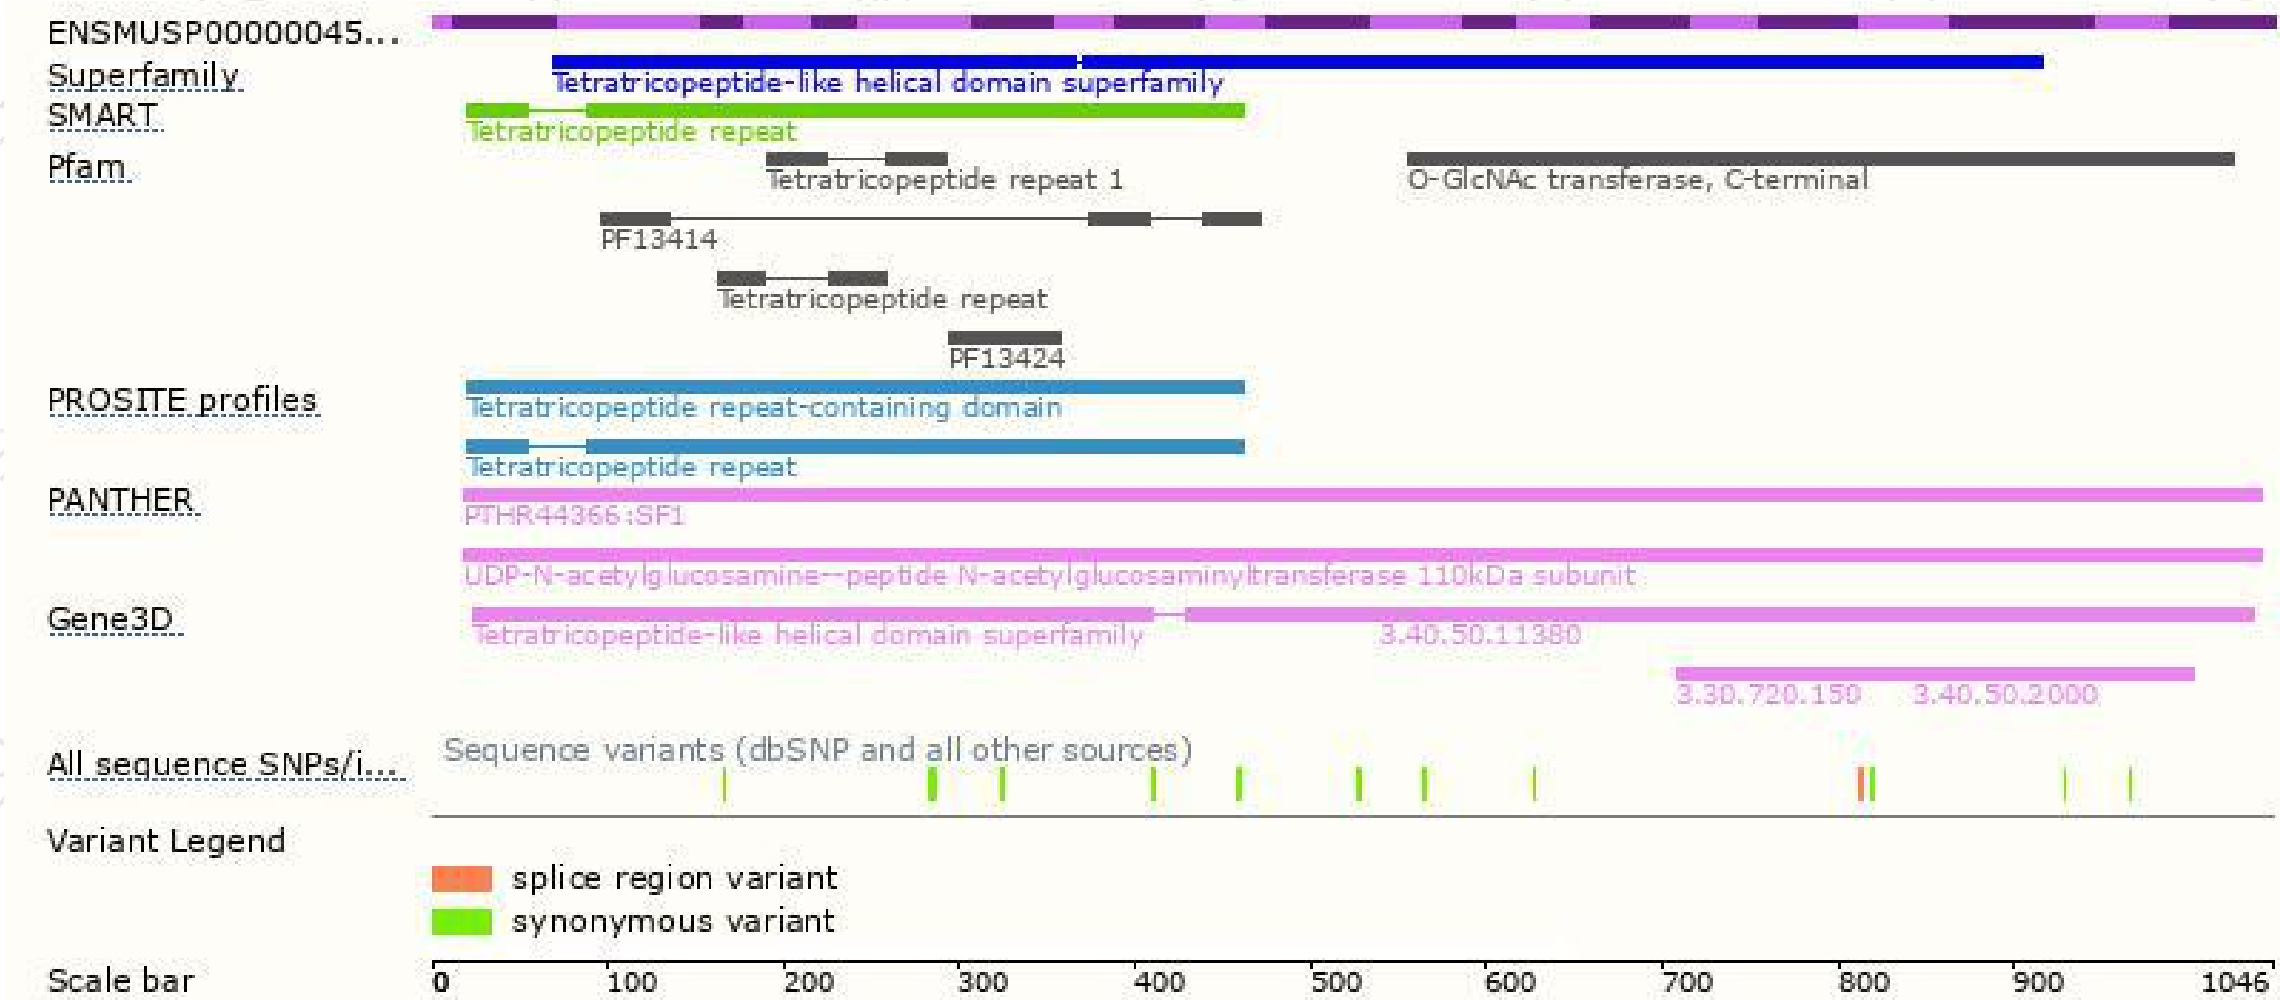 ENSMUSP00000045...
Superfamily
Tetratricopeptide-like helical domain superfamily
SMART
Tetratricopeptide repeat
Pfam
Tetratricopeptide repeat 1
O-GlcNAc transferase, C-terminal
PF13414
Tetratricopeptide repeat
PF13424
PROSITE profiles
Tetratricopeptide repeat-containing domain
Tetratricopeptide repeat
PANTHER
PTHR44366:SF1
UDP-N-acetylglucosamine--peptide N-acetylglucosaminyltransferase 110kDa subunit
Gene3D
Tetratricopeptide-like helical domain superfamily 3.40.50.11380
3.30.720.150 3.40.50.2000
Sequence variants (dbSNP and all other sources)
All sequence SNPs/i...
Variant Legend
splice region variant
synonymous variant
Scale bar 0 100 200 300 400 500 600 700 800 900 1046